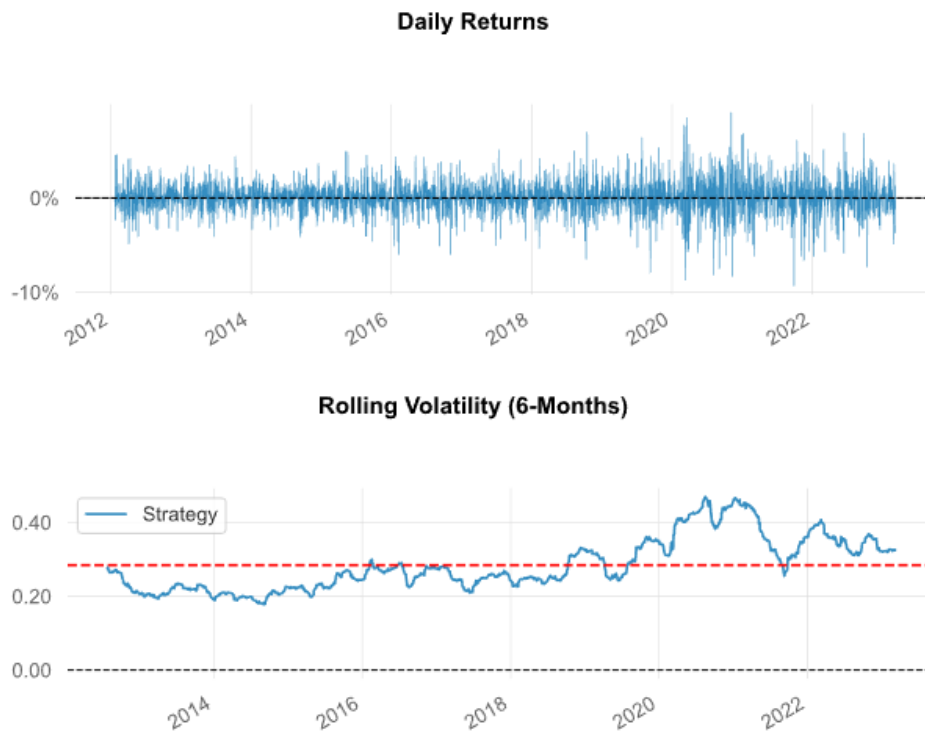 Daily Returns
0%
-10%
2012 2014 2016 2018 2020 2022
Rolling Volatility (6-Months)
Strategy
0.40
0.20
0.00
2014 2016 2018 2020 2022